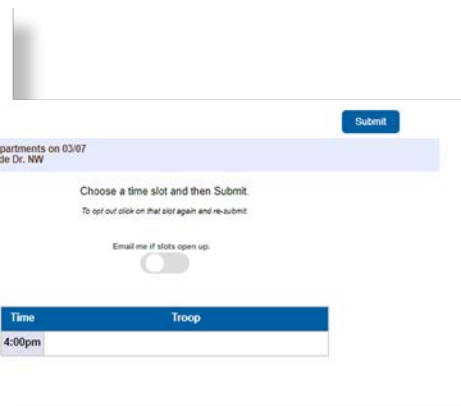 Submit
partments on 03/07
de Dr. NW
Choose a time slot and then Submit.
To opt out click on that slot again and re-submit.
Email me if slots open up.
Time Troop
4:00pm